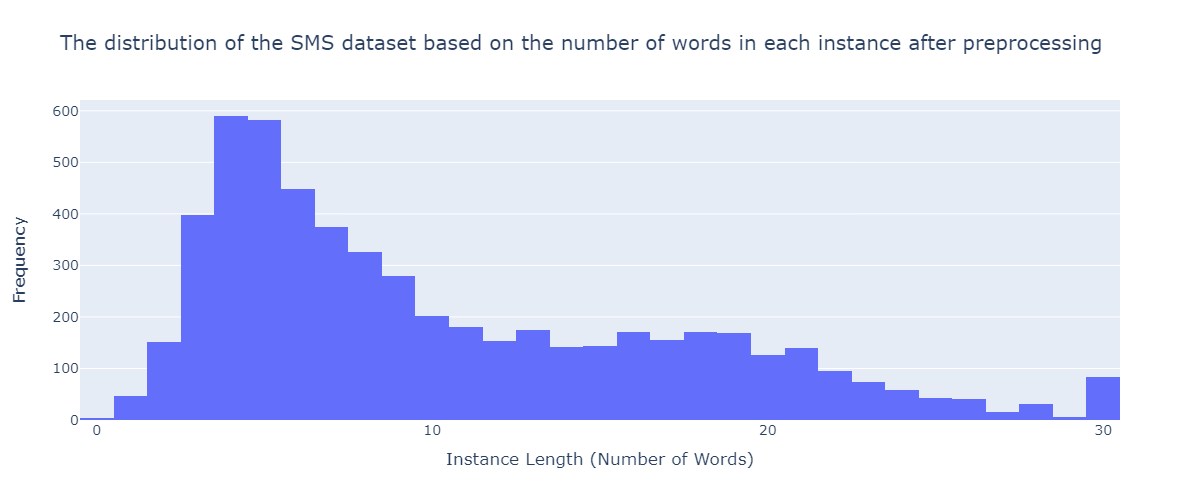 The distribution of the SMS dataset based on the number of words in each instance after preprocessing
600
500
400
300
200
100
0
Frequency
0 10 20 30
Instance Length (Number of Words)